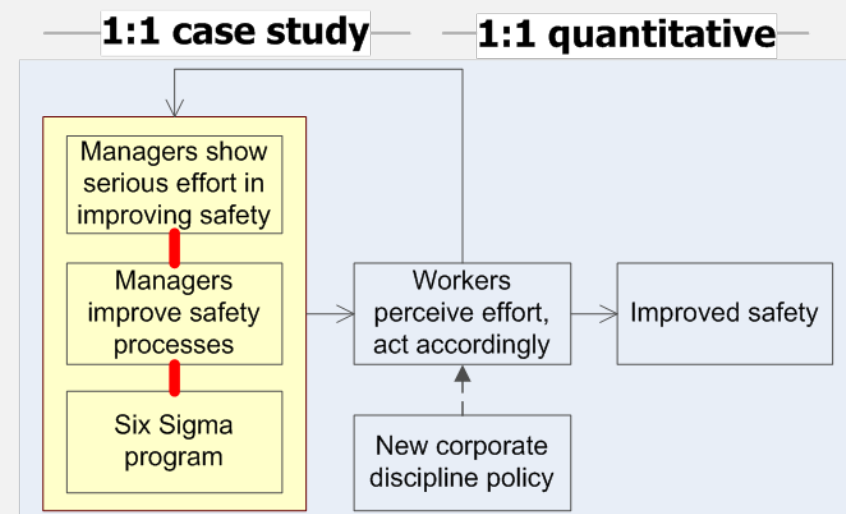 1:1 case study
1:1 quantitative
Managers show
serious effort in
improving safety
Managers
improve safety
processes
Six Sigma
program
Workers
perceive effort,
act accordingly
New corporate
discipline policy
Improved safety